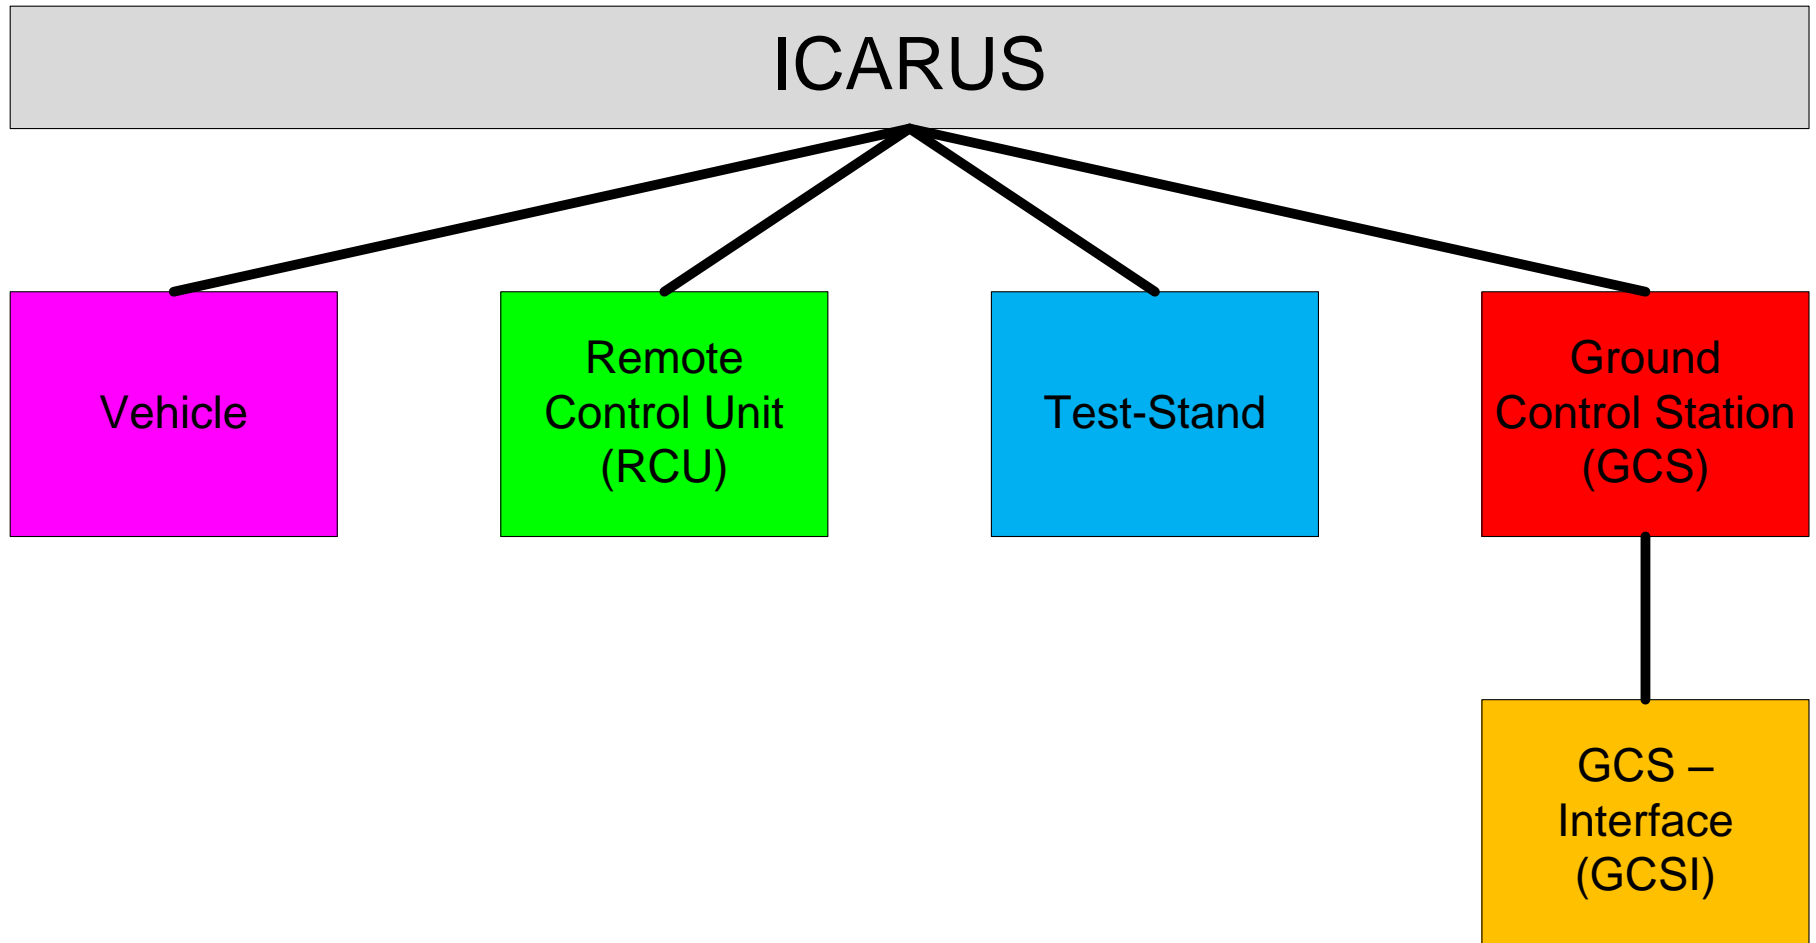 ICARUS
Vehicle
Remote
Control Unit
(RCU)
Test-Stand
Ground
Control Station
(GCS)
GCS –
Interface
(GCSI)